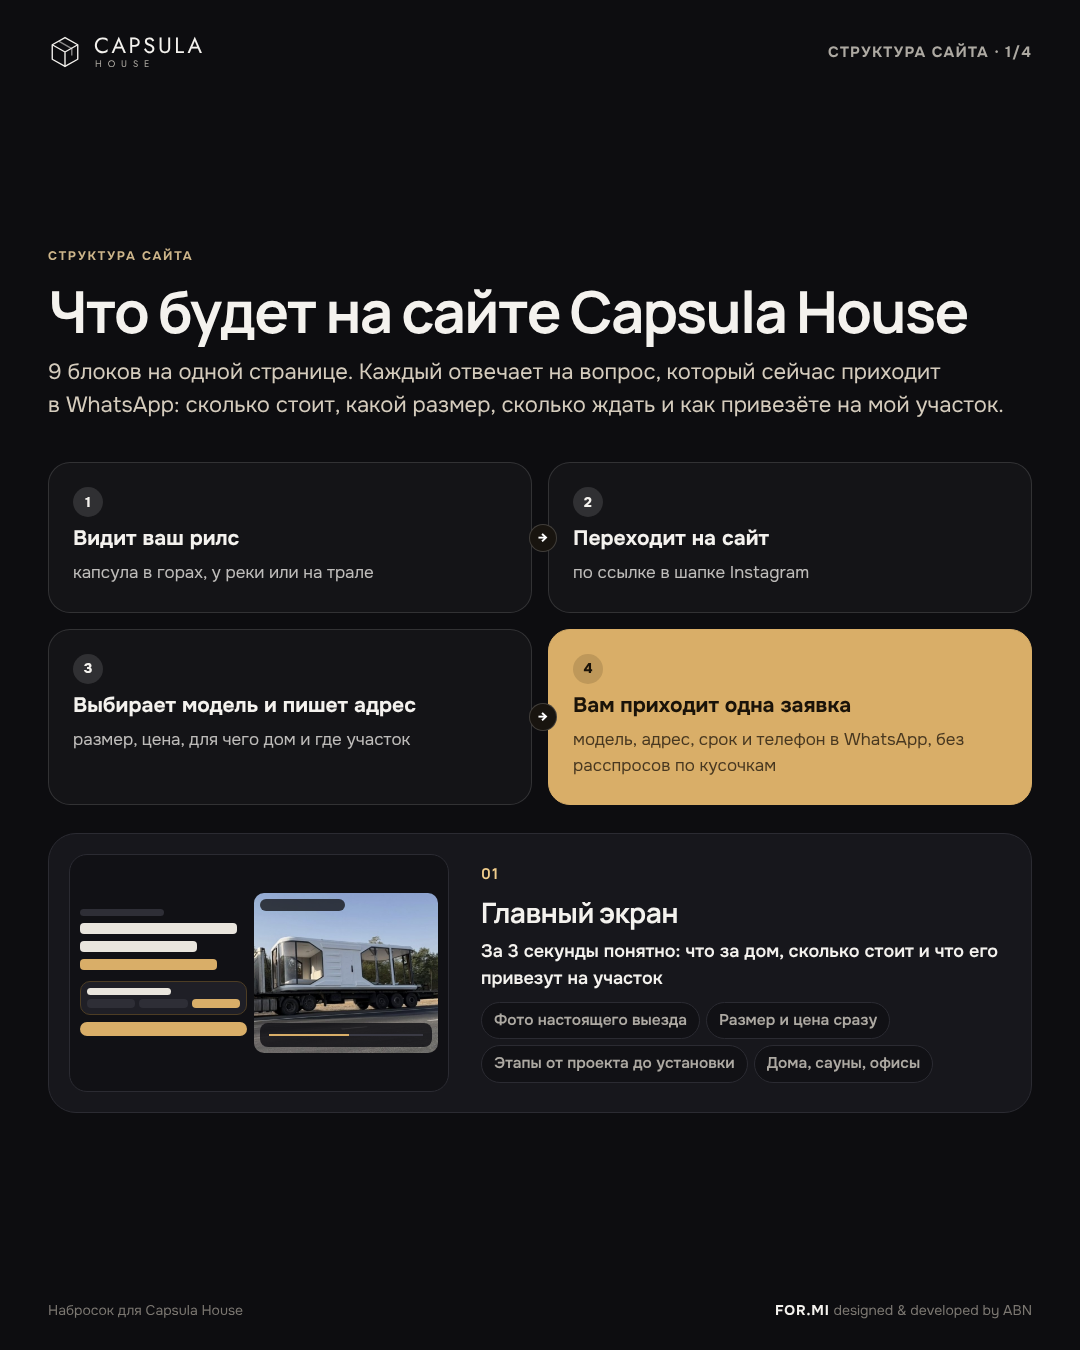 CAPSULA
HOUSE
СТРУКТУРА САЙТА · 1/4
СТРУКТУРА САЙТА
Что будет на сайте Capsula House
9 блоков на одной странице. Каждый отвечает на вопрос, который сейчас приходит
в WhatsApp: сколько стоит, какой размер, сколько ждать и как привезёте на мой участок.
1
Видит ваш рилс
капсула в горах, у реки или на трале
2
Переходит на сайт
по ссылке в шапке Instagram
3
Выбирает модель и пишет адрес
размер, цена, для чего дом и где участок
4
Вам приходит одна заявка
модель, адрес, срок и телефон в WhatsApp, без
расспросов по кусочкам
01
Главный экран
За 3 секунды понятно: что за дом, сколько стоит и что его
привезут на участок
Фото настоящего выезда
Размер и цена сразу
Этапы от проекта до установки
Дома, сауны, офисы
Набросок для Capsula House
FOR.MI designed & developed by ABN